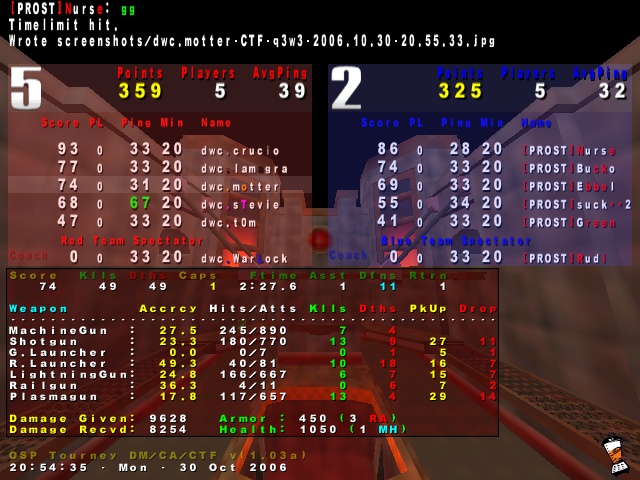 [PROST]Nurse: gg
Timelimit hit.
Wrote screenshots/dwc.motter-CTF-q3w3-2006.10.30-20.55.33.jpg
5 Points Players AvgPing
359 5 39
2 Points Players AvgPing
325 5 32
Score PL Ping Min Name
93 0 33 20 dwc.crucio
77 0 33 20 dwc.lam gra
74 0 31 20 dwc.motter
68 0 67 20 dwc.sTevie
47 0 33 20 dwc.t0m
Red Team Spectator
Coach 0 0 33 20 dwc.WarLock
Score PL Ping Min Name
86 0 28 20 [PROST]Nurse
74 0 33 20 [PROST]Bucko
69 0 33 20 [PROST]Ebbel
55 0 34 20 [PROST]suck--2
41 0 33 20 [PROST]Green
Blue Team Spectator
Coach 0 0 33 20 [PROST]Rudi
Score Klls Dths Caps Ftime Asst Dfns Rtrn
74 49 49 1 2:27.6 1 11 1
Weapon Accrcy Hits/Atts Klls Dths PkUp Drop
MachineGun : 27.5 245/890 7 4
Shotgun : 23.3 180/770 13 9 27 11
G.Launcher : 0.0 0/7 0 1 5 1
R.Launcher : 49.3 40/81 10 18 16 7
LightningGun : 24.8 166/667 6 7 15 7
Railgun : 36.3 4/11 0 6 7 2
Plasmagun : 17.8 117/657 13 4 29 14
Damage Given: 9628 Armor : 450 (3 RA)
Damage Recvd: 8254 Health: 1050 (1 MH)
OSP Tourney DM/CA/CTF v(1.03a)
20:54:35 - Mon - 30 Oct 2006